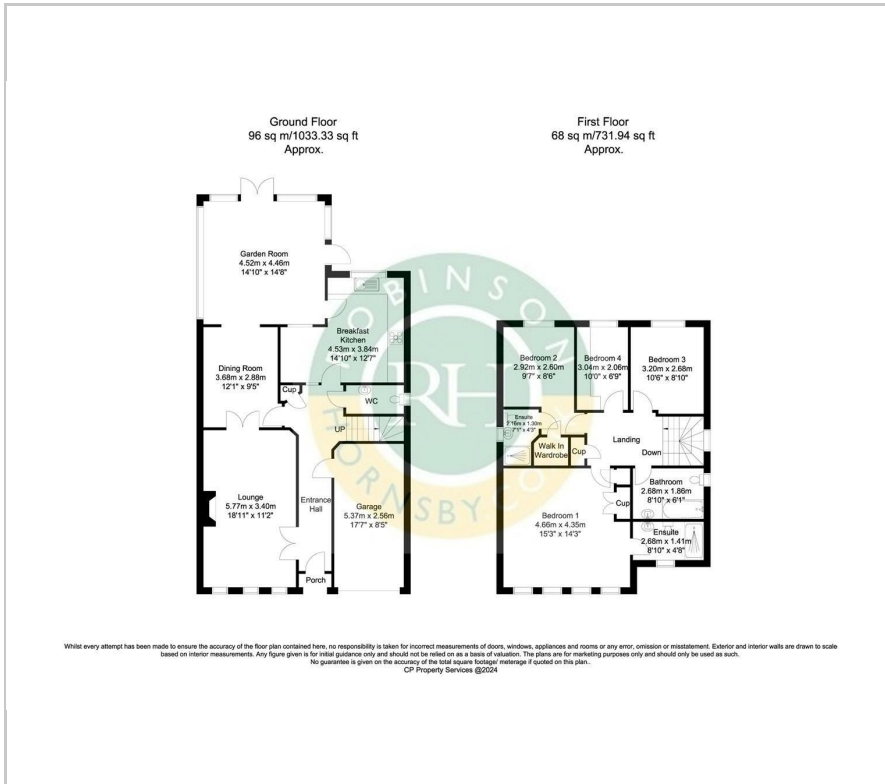 Ground Floor
96 sq m/1033.33 sq ft
Approx.
First Floor
68 sq m/731.94 sq ft
Approx.
Garden Room
4.52m x 4.46m
14'10" x 14'8"
Breakfast
Kitchen
4.53m x 3.84m
14'10" x 12'7"
Dining Room
3.68m x 2.88m
12'1" x 9'5"
Cup
WC
UP
Lounge
5.77m x 3.40m
18'11" x 11'2"
Entrance
Hall
Garage
5.37m x 2.56m
17'7" x 8'5"
Porch
Bedroom 2
2.92m x 2.60m
9'7" x 8'6"
Bedroom 4
3.04m x 2.06m
10'0" x 6'9"
Bedroom 3
3.20m x 2.68m
10'6" x 8'10"
Ensuite
2.16m x 1.30m
7'1" x 4'3"
Walk In
Wardrobe
Cup
Landing
Down
Bathroom
2.68m x 1.86m
8'10" x 6'1"
Cup
Bedroom 1
4.66m x 4.35m
15'3" x 14'3"
Ensuite
2.68m x 1.41m
8'10" x 4'8"
ROBINSON
RH
HORNSBY.CO
Whilst every attempt has been made to ensure the accuracy of the floor plan contained here, no responsibility is taken for incorrect measurements of doors, windows, appliances and rooms or any error, omission or misstatement. Exterior and interior walls are drawn to scale
based on interior measurements. Any figure given is for initial guidance only and should not be relied on as a basis of valuation. The plans are for marketing purposes only and should only be used as such.
No guarantee is given on the accuracy of the total square footage/ meterage if quoted on this plan..
CP Property Services @2024